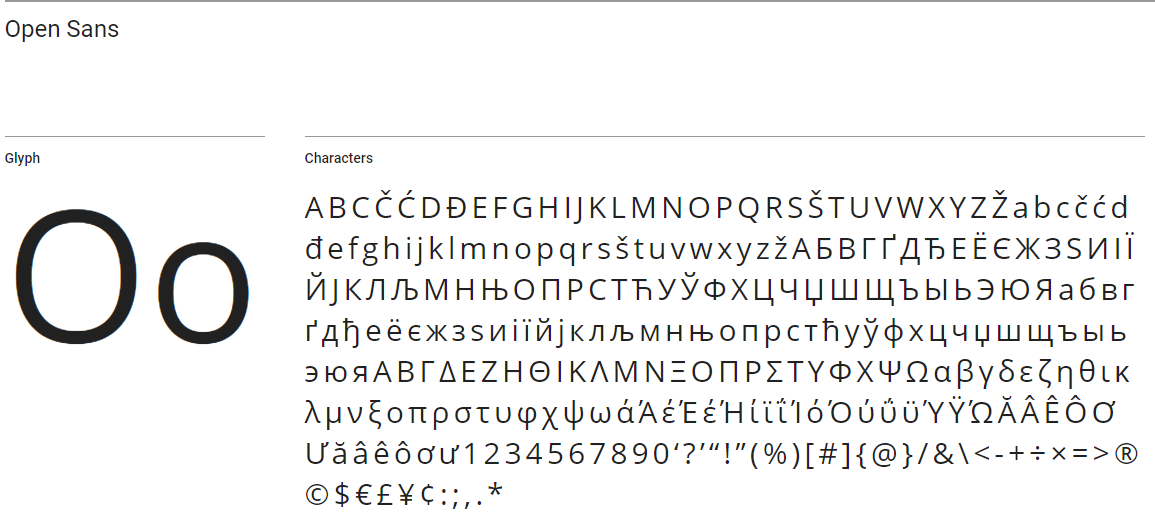 Open Sans
Glyph
Characters
Oo
ABCČĆDĐEFGHIJKLMNOPQRSŠTUVWXYZŽabcčćd
đefghijklmnopqrsštuvwxyzžАБВГҐДЂЕЁЄЖЗЅИІЇ
ЙЈКЛЉМНЊОПРСТЋУЎФХЦЧЏШЩЪЫЬЭЮЯабвг
ґдђеёєжзѕиіїйјклљмнњопрстћуўфхцчџшщъыь
эюяΑΒΓΔΕΖΗΘΙΚΛΜΝΞΟΠΡΣΤΥΦΧΨΩαβγδεζηθικ
λμνξοπρστυφχψωάΆέΈέΉίϊΐΊόΌύΰϋΎΫΏĂÂÊÔƠ
Ưăâêôơư1234567890‘?’“!”(%)[#]{@}/&\<-+÷×=>®
©$€£¥¢:;,.*